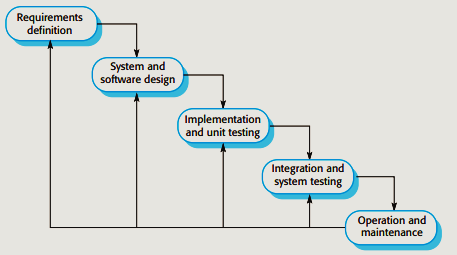 Requirements
definition
System and
software design
Implementation
and unit testing
Integration and
system testing
Operation and
maintenance